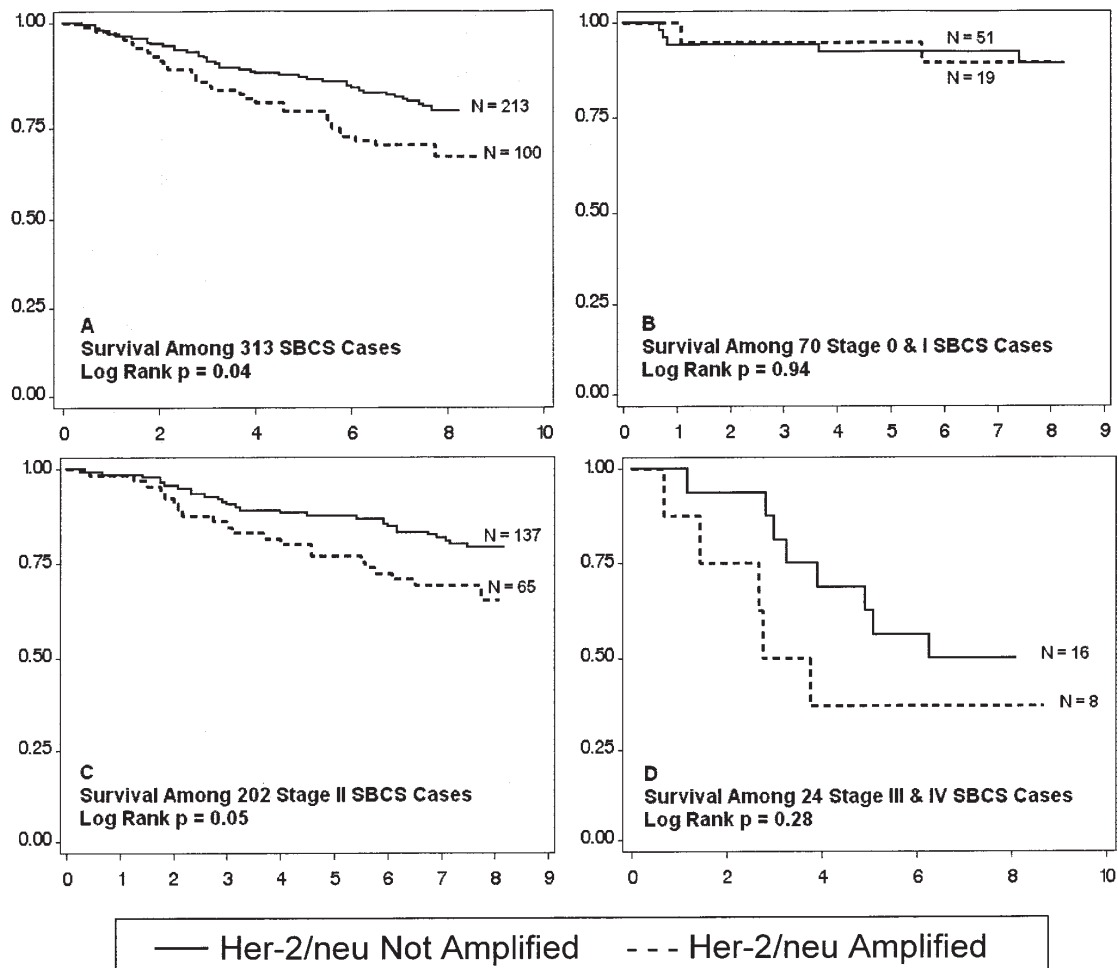 1.00
0.75
0.50
0.25
0.00
N = 213
N = 100
A
Survival Among 313 SBCS Cases
Log Rank p = 0.04
0 2 4 6 8 10
1.00
0.75
0.50
0.25
0.00
N = 51
N = 19
B
Survival Among 70 Stage 0 & I SBCS Cases
Log Rank p = 0.94
0 1 2 3 4 5 6 7 8 9
1.00
0.75
0.50
0.25
0.00
N = 137
N = 65
C
Survival Among 202 Stage II SBCS Cases
Log Rank p = 0.05
0 1 2 3 4 5 6 7 8 9
1.00
0.75
0.50
0.25
0.00
N = 16
N = 8
D
Survival Among 24 Stage III & IV SBCS Cases
Log Rank p = 0.28
0 2 4 6 8 10
Her-2/neu Not Amplified
Her-2/neu Amplified